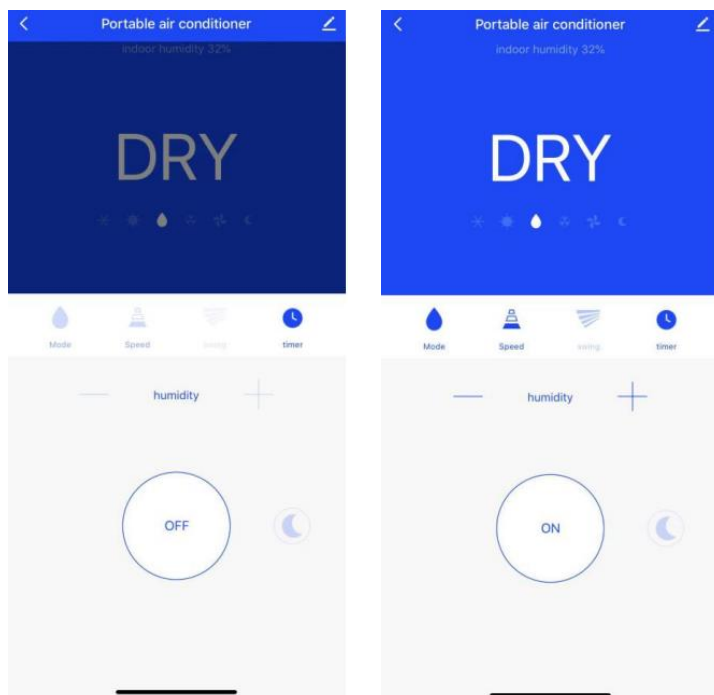 Portable air conditioner
indoor humidity 32%
DRY
Mode
Speed
swing
timer
humidity
OFF
Portable air conditioner
indoor humidity 32%
DRY
Mode
Speed
swing
timer
humidity
ON